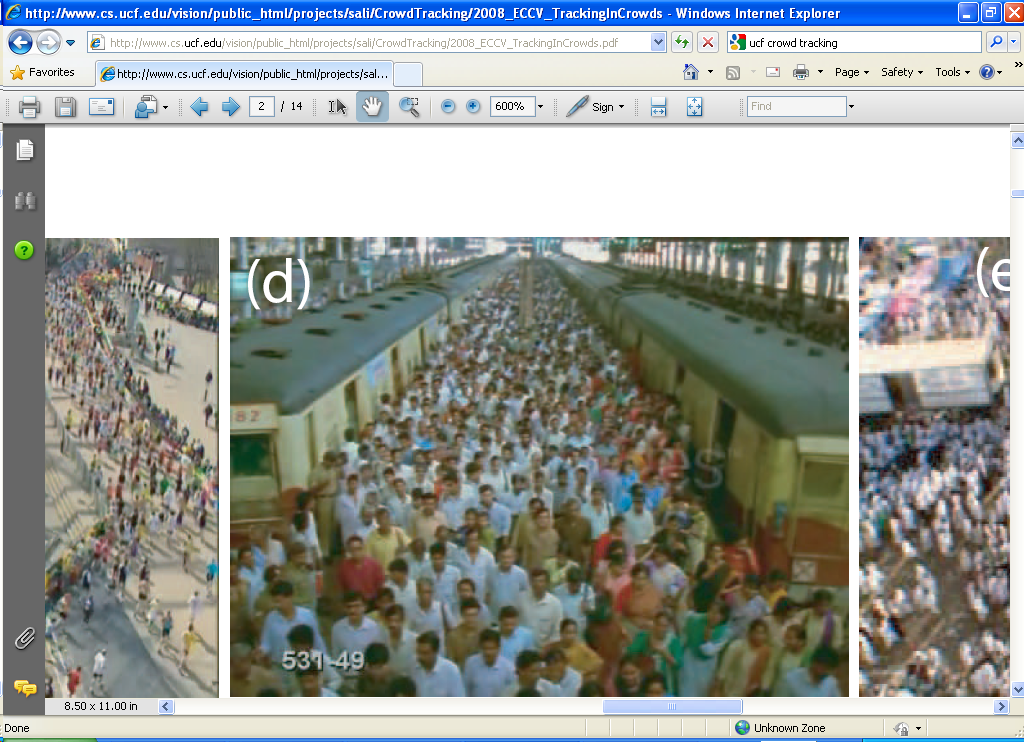 http://www.cs.ucf.edu/vision/public_html/projects/sali/CrowdTracking/2008_ECCV_TrackingInCrowds - Windows Internet Explorer
http://www.cs.ucf.edu/vision/public_html/projects/sali/CrowdTracking/2008_ECCV_TrackingInCrowds.pdf
ucf crowd tracking
Favorites
http://www.cs.ucf.edu/vision/public_html/projects/sal...
Page
Safety
Tools
2 / 14
600%
Sign
Find
(d)
(e
82
531-49
8.50 x 11.00 in
Done
Unknown Zone